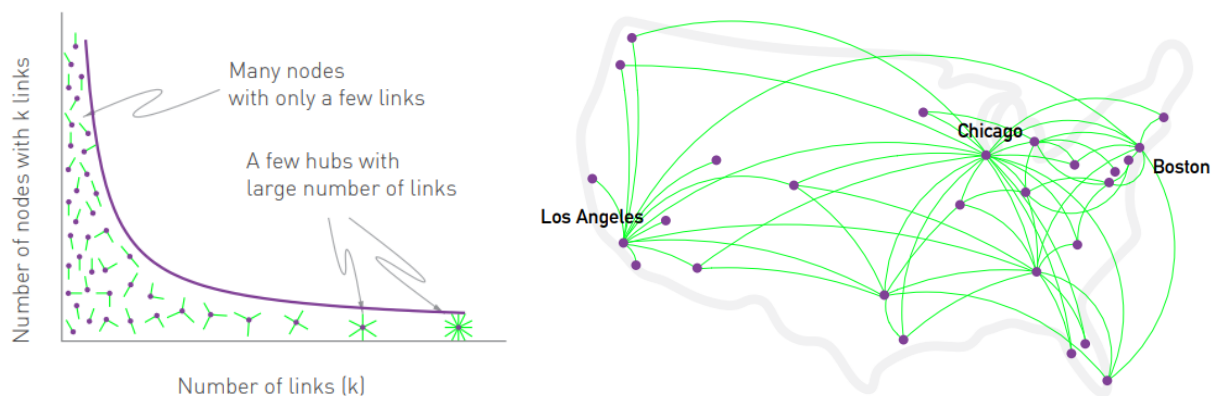 Number of nodes with k links
Many nodes
with only a few links
A few hubs with
large number of links
Number of links (k)
Chicago
Boston
Los Angeles